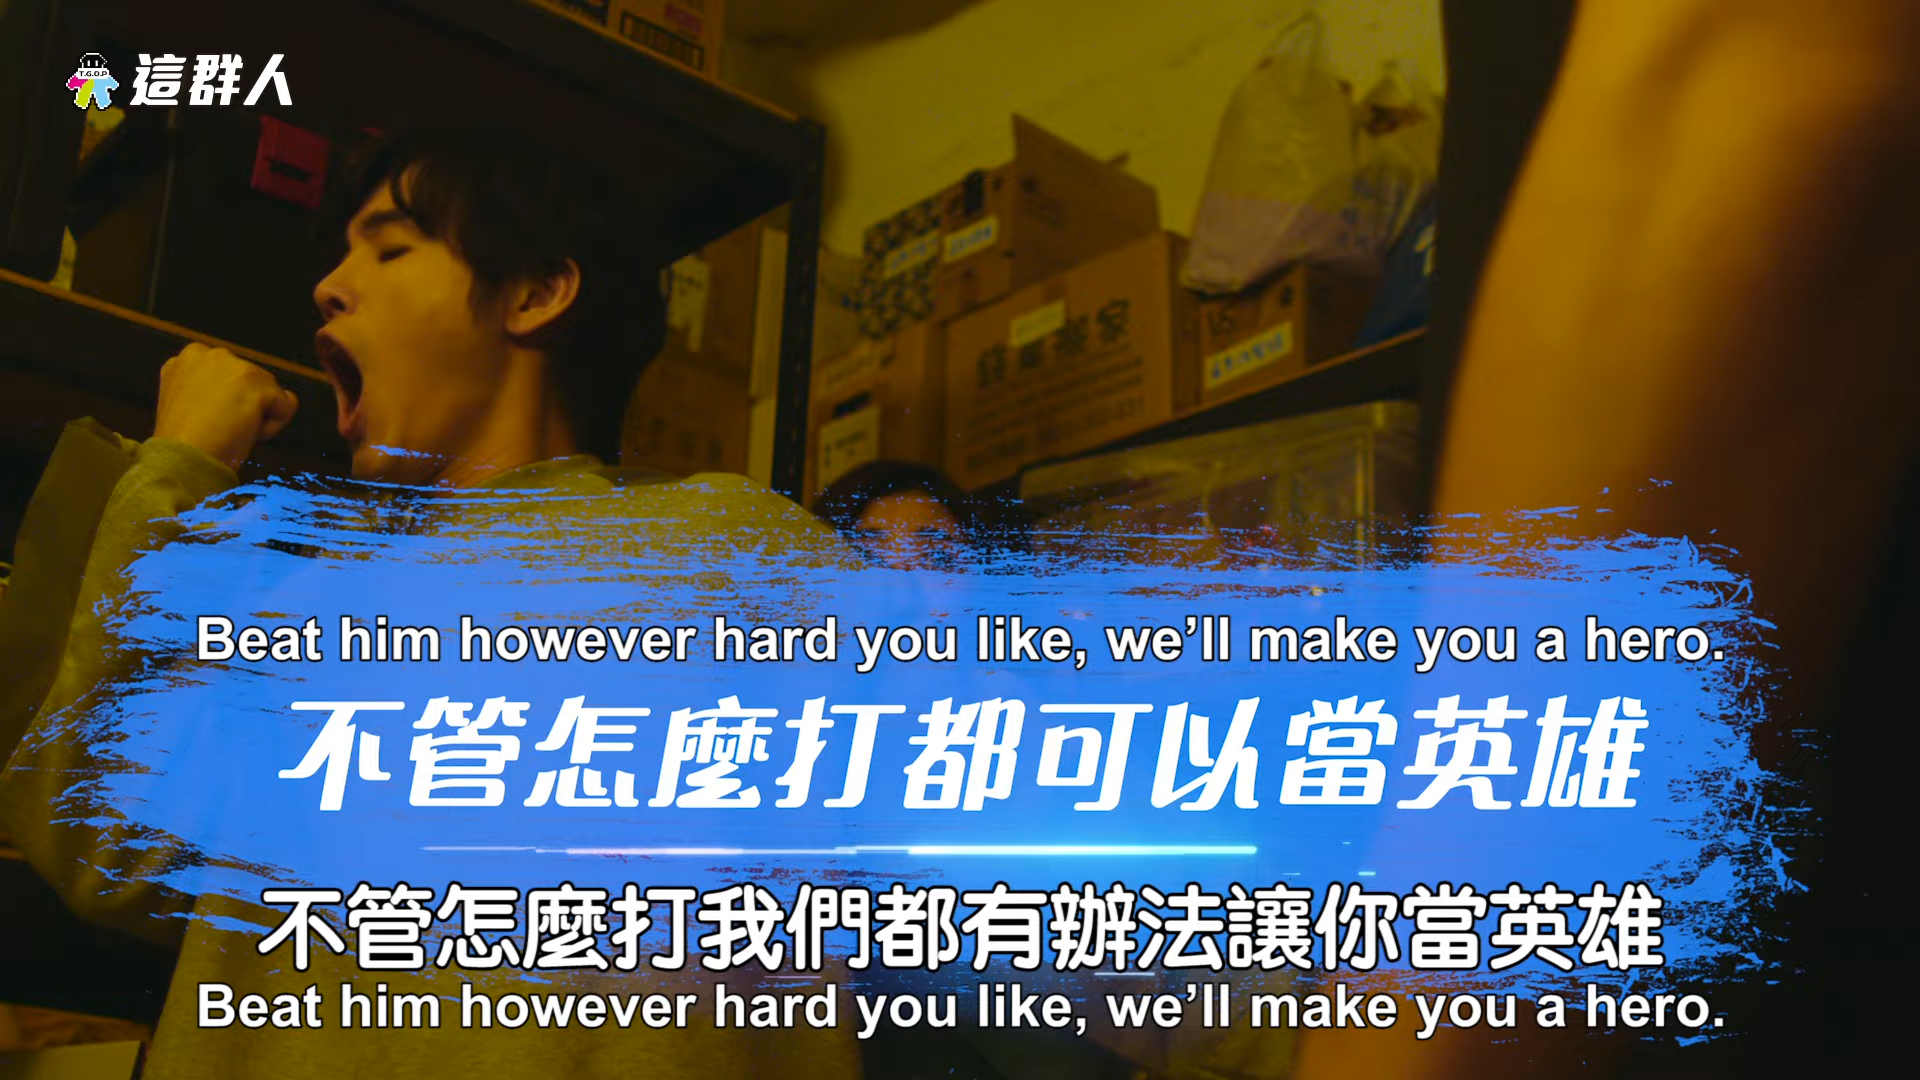 T.G.O.P
這群人
Beat him however hard you like, we’ll make you a hero.
不管怎麼打都可以當英雄
不管怎麼打我們都有辦法讓你當英雄
Beat him however hard you like, we’ll make you a hero.